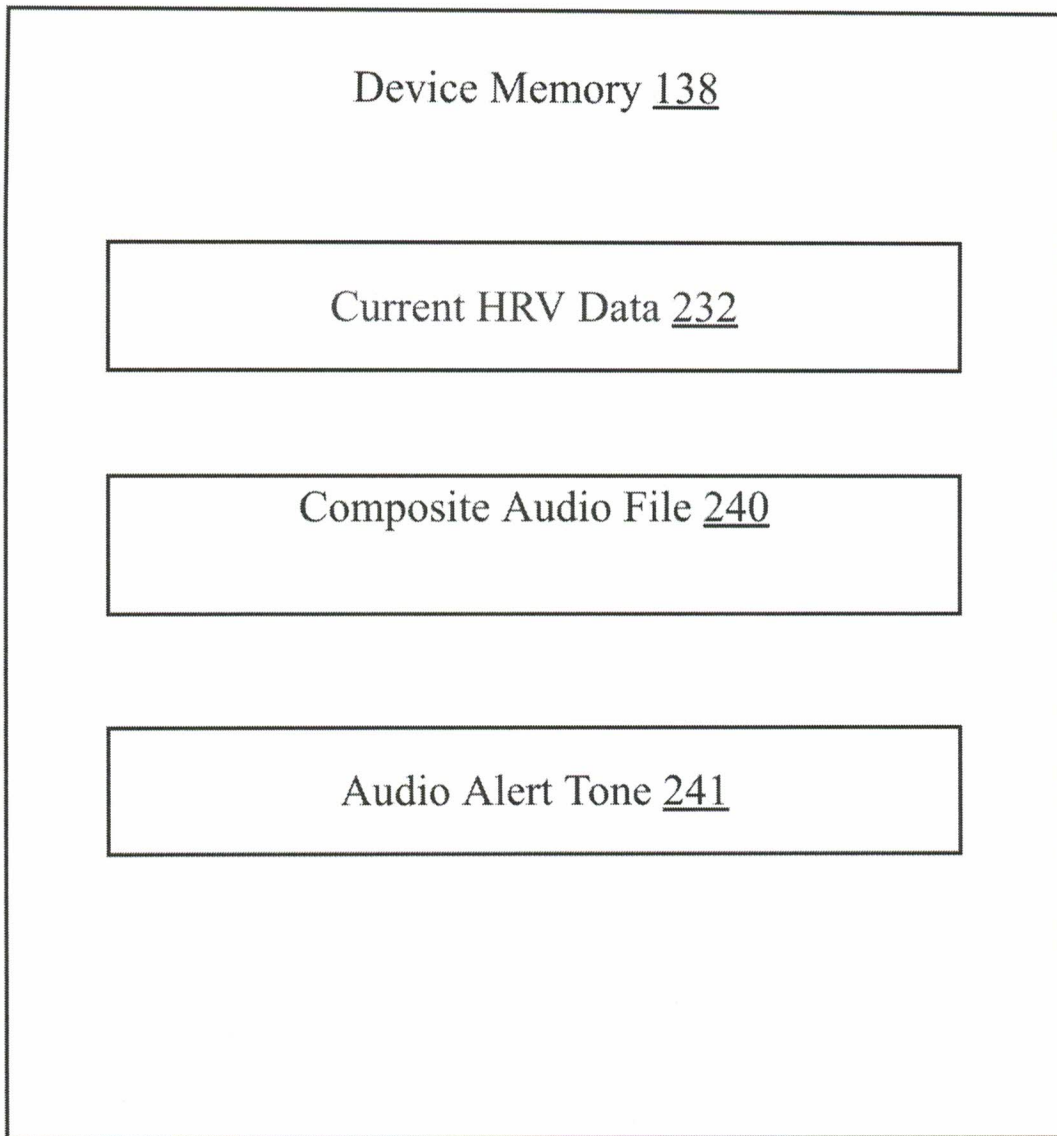 Device Memory 138
Current HRV Data 232
Composite Audio File 240
Audio Alert Tone 241